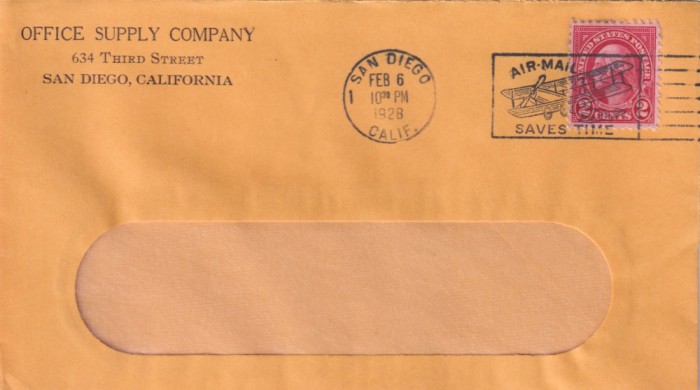 OFFICE SUPPLY COMPANY
634 THIRD STREET
SAN DIEGO, CALIFORNIA
SAN DIEGO
FEB 6
1
10 30 PM
1928
CALIF.
AIR-MAIL
SAVES TIME
UNITED STATES POSTAGE
2 CENTS 2